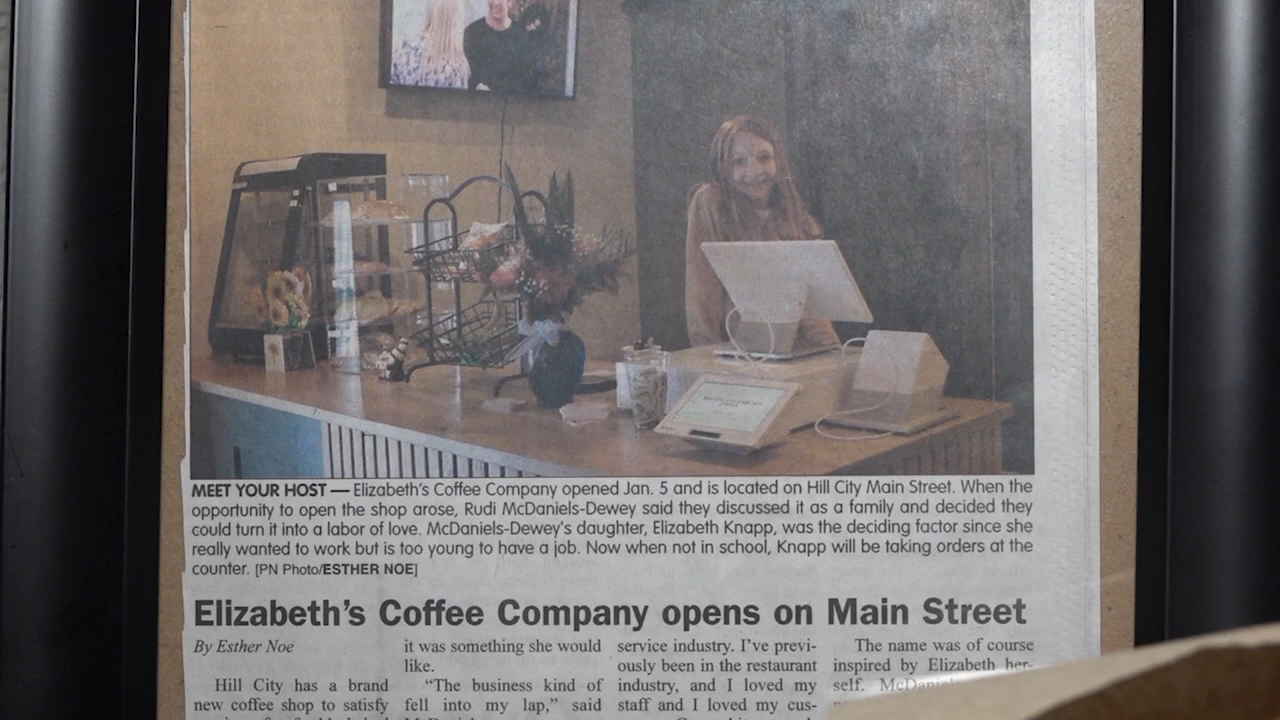 MEET YOUR HOST — Elizabeth's Coffee Company opened Jan. 5 and is located on Hill City Main Street. When the
opportunity to open the shop arose, Rudi McDaniels-Dewey said they discussed it as a family and decided they
could turn it into a labor of love. McDaniels-Dewey's daughter, Elizabeth Knapp, was the deciding factor since she
really wanted to work but is too young to have a job. Now when not in school, Knapp will be taking orders at the
counter. [PN Photo/ESTHER NOE]
Elizabeth's Coffee Company opens on Main Street
By Esther Noe
Hill City has a brand
new coffee shop to satisfy
it was something she would
like.
"The business kind of
fell into my lap," said
service industry. I've previ-
ously been in the restaurant
industry, and I loved my
staff and I loved my cus-
The name was of course
inspired by Elizabeth her-
self.